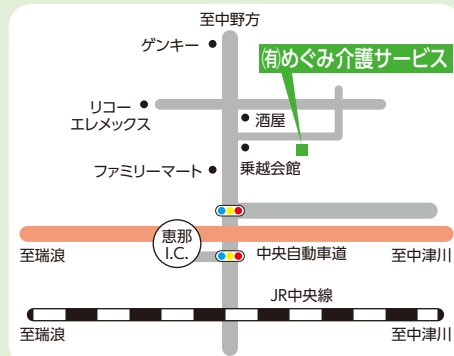 至中野方
ゲンキー
㈲めぐみ介護サービス
リコー
エレメックス
酒屋
ファミリーマート
乗越会館
恵那
I.C.
至瑞浪
中央自動車道
至中津川
JR中央線
至瑞浪
至中津川